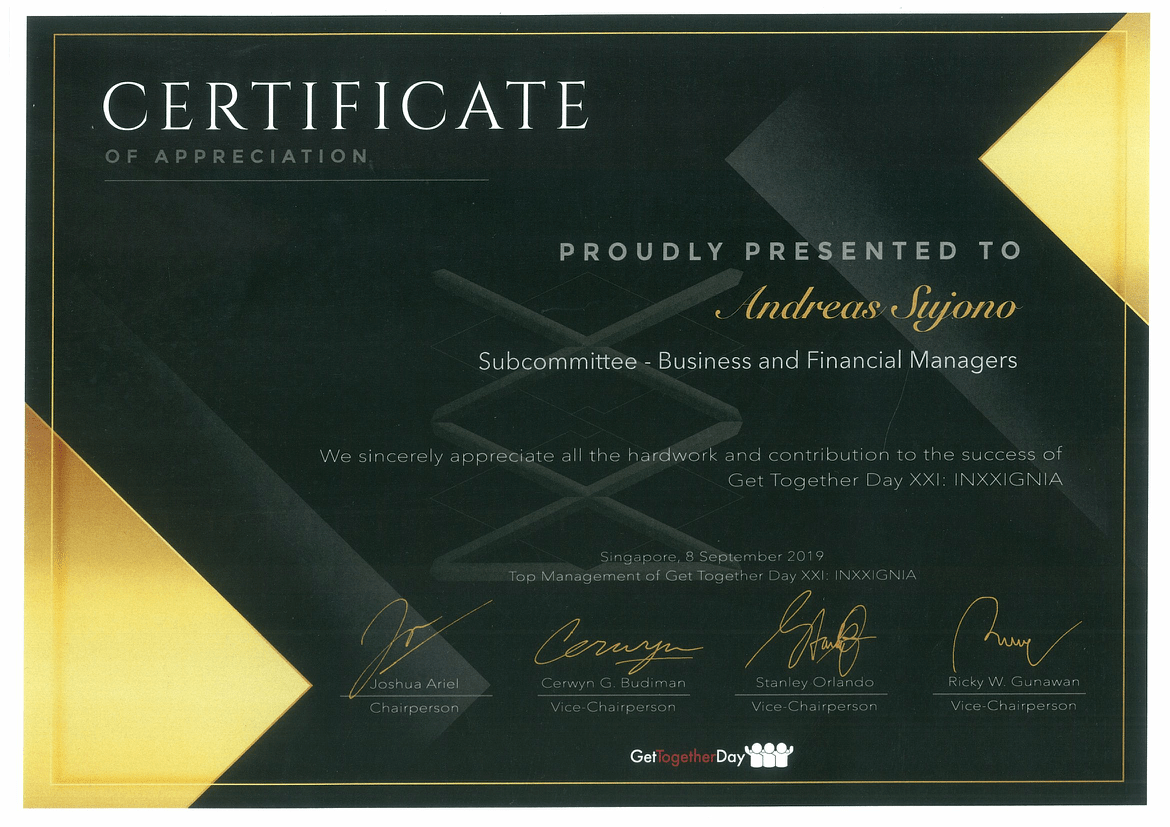 CERTIFICATE
OF APPRECIATION
PROUDLY PRESENTED TO
Andreas Sujono
Subcommittee - Business and Financial Managers
We sincerely appreciate all the hardwork and contribution to the success of
Get Together Day XXI: INXXIGNIA
Singapore, 8 September 2019
Top Management of Get Together Day XXI: INXXIGNIA
Cerwyn
Joshua Ariel
Cerwyn G. Budiman
Stanley Orlando
Ricky W. Gunawan
Chairperson
Vice-Chairperson
Vice-Chairperson
Vice-Chairperson
GetTogetherDay